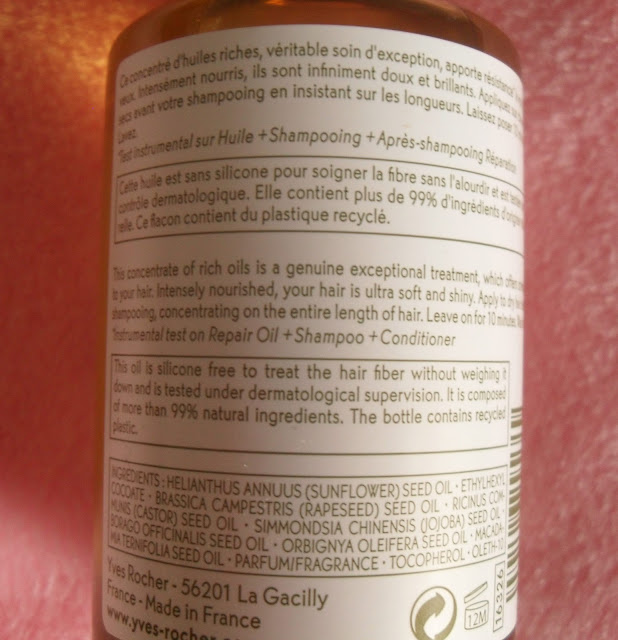 Ce concentré d'huiles riches, véritable soin d'exception, apporte résistance*
veux. Intensément nourris, ils sont infiniment doux et brillants. Appliquez sur
secs avant votre shampooing en insistant sur les longueurs. Laissez poser
Lavez.
*Test instrumental sur Huile + Shampooing + Après-shampooing Réparation
Cette huile est sans silicone pour soigner la fibre sans l'alourdir et est
contrôle dermatologique. Elle contient plus de 99% d'ingrédients d'origine
relle. Ce flacon contient du plastique recyclé.
This concentrate of rich oils is a genuine exceptional treatment, which offers
to your hair. Intensely nourished, your hair is ultra soft and shiny. Apply to dry
shampooing, concentrating on the entire length of hair. Leave on for 10 minutes.
*Instrumental test on Repair Oil + Shampoo + Conditioner
This oil is silicone free to treat the hair fiber without weighing it
down and is tested under dermatological supervision. It is composed
of more than 99% natural ingredients. The bottle contains recycled
plastic.
INGREDIENTS : HELIANTHUS ANNUUS (SUNFLOWER) SEED OIL · ETHYLHEXYL
COCOATE · BRASSICA CAMPESTRIS (RAPESEED) SEED OIL · RICINUS COM-
MUNIS (CASTOR) SEED OIL · SIMMONDSIA CHINENSIS (JOJOBA) SEED OIL ·
BORAGO OFFICINALIS SEED OIL · ORBIGNYA OLEIFERA SEED OIL · MACADA-
MIA TERNIFOLIA SEED OIL · PARFUM/FRAGRANCE · TOCOPHEROL · OLETH-10
Yves Rocher - 56201 La Gacilly
France - Made in France
www.yves-rocher.
12M
16326